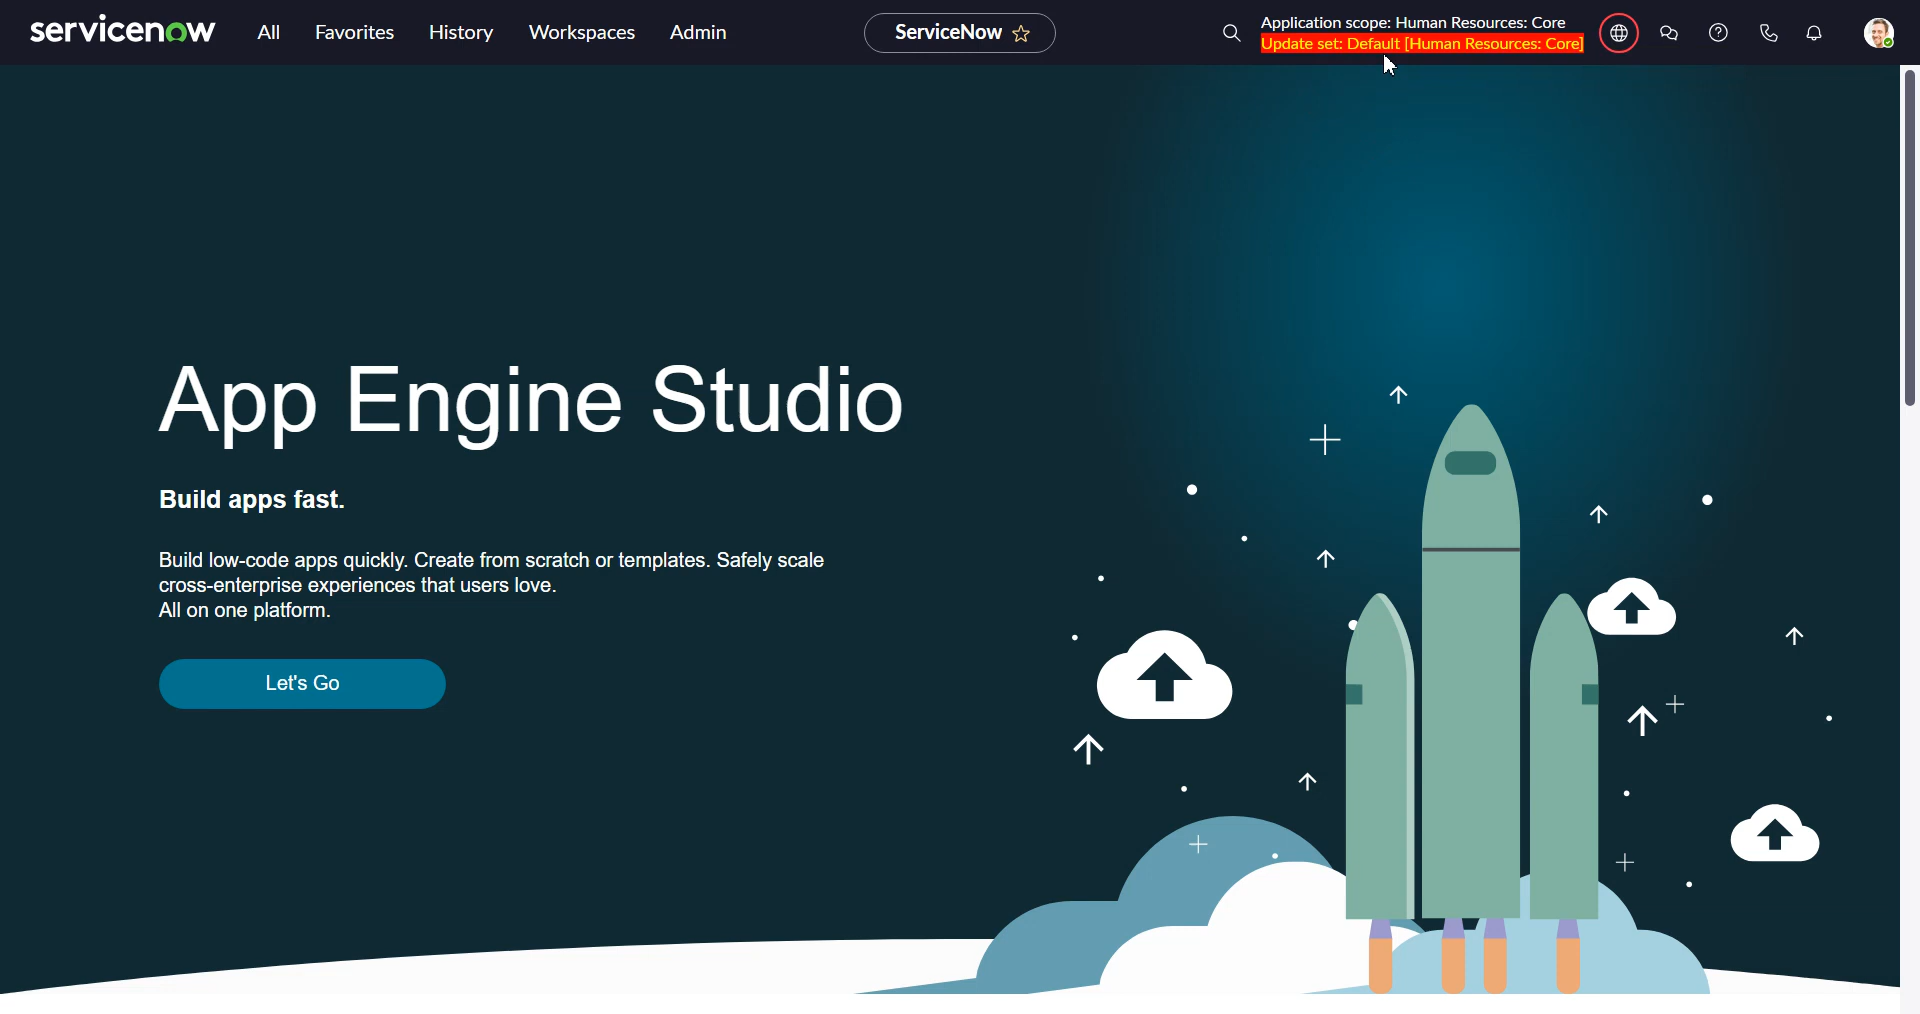 servicenow
All
Favorites
History
Workspaces
Admin
ServiceNow
Application scope: Human Resources: Core
Update set: Default [Human Resources: Core]
App Engine Studio
Build apps fast.
Build low-code apps quickly. Create from scratch or templates. Safely scale
cross-enterprise experiences that users love.
All on one platform.
Let's Go